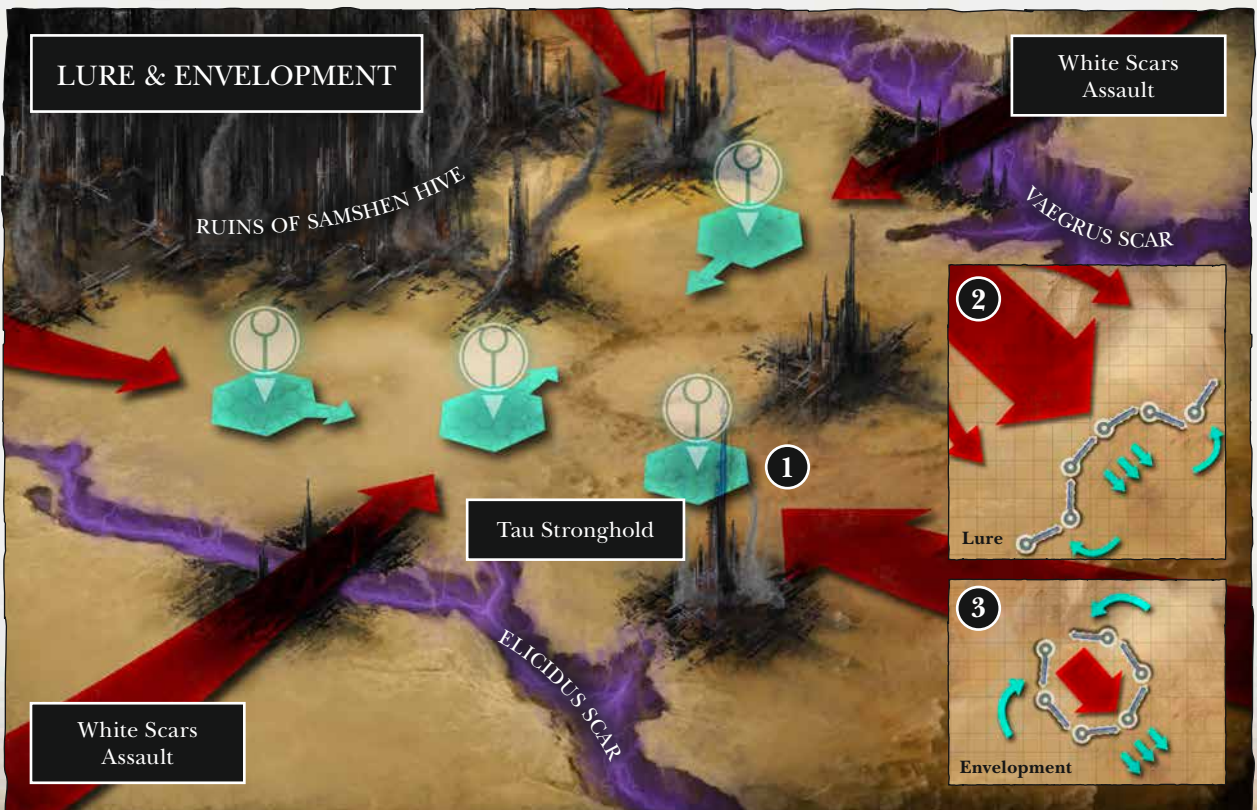 LURE & ENVELOPMENT
White Scars
Assault
RUINS OF SAMSHEN HIVE
VAEGRUS SCAR
2
Lure
1
Tau Stronghold
3
Envelopment
ELICIDUS SCAR
White Scars
Assault